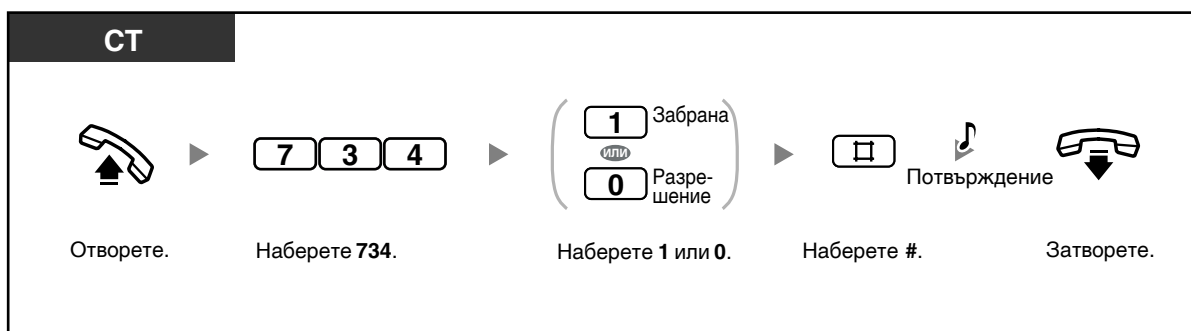 СТ
7 3 4
1 Забрана
или
0 Разре-
шение
Потвърждение
Отворете.
Наберете 734.
Наберете 1 или 0.
Наберете #.
Затворете.